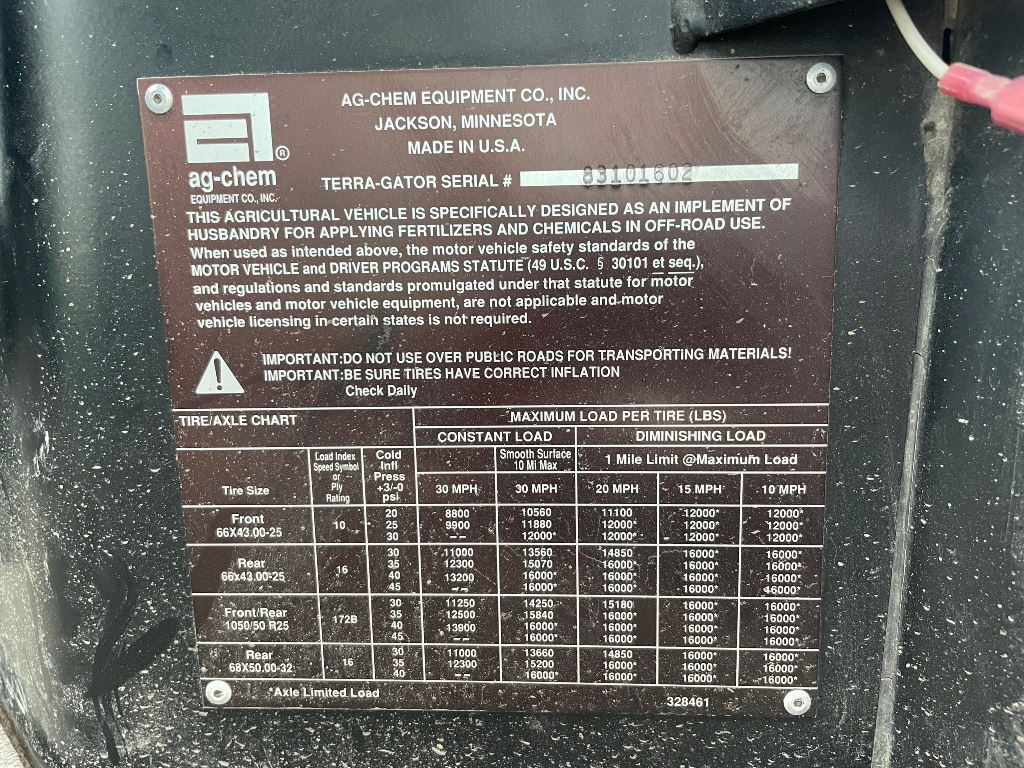 AG-CHEM EQUIPMENT CO., INC.
JACKSON, MINNESOTA
MADE IN U.S.A.
®
ag-chem
EQUIPMENT CO., INC.
TERRA-GATOR SERIAL # 83101602
THIS AGRICULTURAL VEHICLE IS SPECIFICALLY DESIGNED AS AN IMPLEMENT OF
HUSBANDRY FOR APPLYING FERTILIZERS AND CHEMICALS IN OFF-ROAD USE.
When used as intended above, the motor vehicle safety standards of the
MOTOR VEHICLE and DRIVER PROGRAMS STATUTE (49 U.S.C. § 30101 et seq.),
and regulations and standards promulgated under that statute for motor
vehicles and motor vehicle equipment, are not applicable and motor
vehicle licensing in certain states is not required.
IMPORTANT:DO NOT USE OVER PUBLIC ROADS FOR TRANSPORTING MATERIALS!
IMPORTANT:BE SURE TIRES HAVE CORRECT INFLATION
Check Daily
TIRE/AXLE CHART
MAXIMUM LOAD PER TIRE (LBS)
CONSTANT LOAD DIMINISHING LOAD
Tire Size
Load Index
Speed Symbol
or
Ply
Rating
Cold
Infl
Press
+3/-0
psi
Smooth Surface
10 Mi Max
1 Mile Limit @Maximum Load
30 MPH 30 MPH 20 MPH 15 MPH 10 MPH
Front
66X43.00-25
10
20 8800 10560 11100 12000* 12000*
25 9900 11880 12000* 12000* 12000*
30 -- 12000* 12000* 12000* 12000*
Rear
66x43.00-25
16
30 11000 13560 14850 16000* 16000*
35 12300 15070 16000* 16000* 16000*
40 13200 16000* 16000* 16000* 16000*
45 -- 16000* 16000* 16000* 16000*
Front/Rear
1050/50 R25
172B
30 11250 14250 15180 16000* 16000*
35 12500 15840 16000* 16000* 16000*
40 13900 16000* 16000* 16000* 16000*
45 -- 16000* 16000* 16000* 16000*
Rear
68X50.00-32
16
30 11000 13660 14850 16000* 16000*
35 12300 15200 16000* 16000* 16000*
40 -- 16000* 16000* 16000* 16000*
*Axle Limited Load
328461